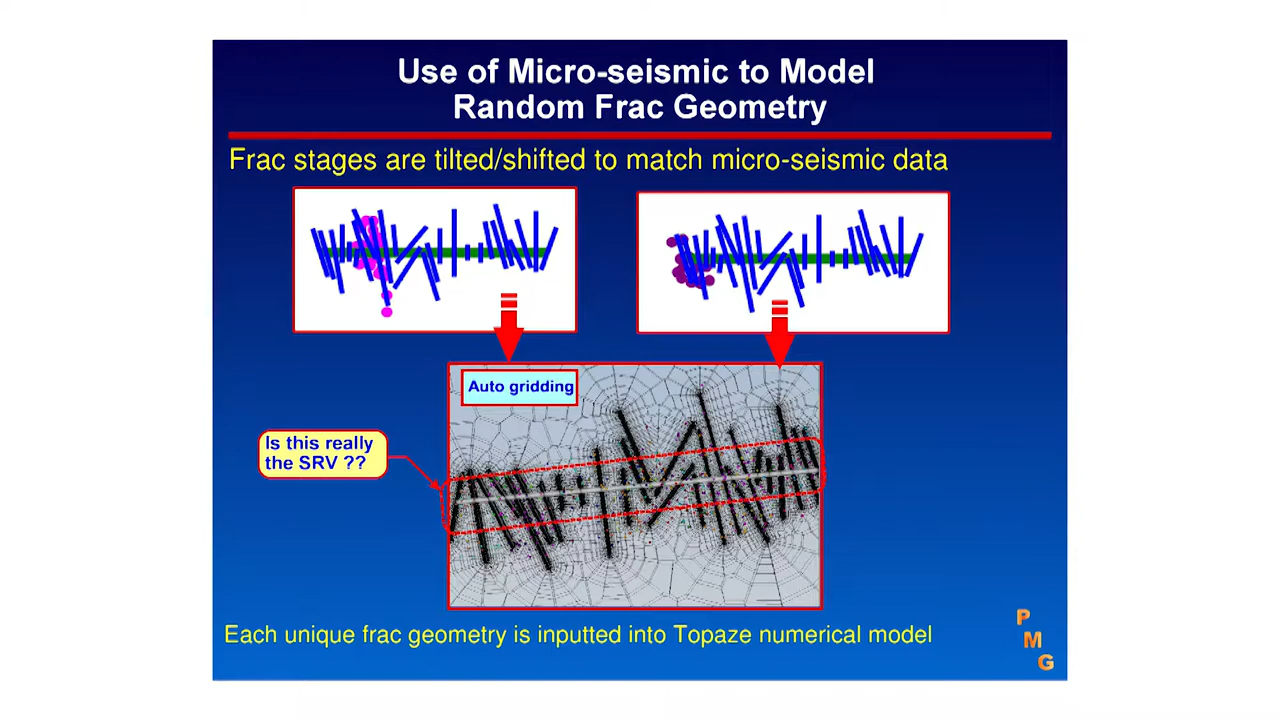 Use of Micro-seismic to Model
Random Frac Geometry
Frac stages are tilted/shifted to match micro-seismic data
Auto gridding
Is this really
the SRV ??
Each unique frac geometry is inputted into Topaze numerical model
P
M
G